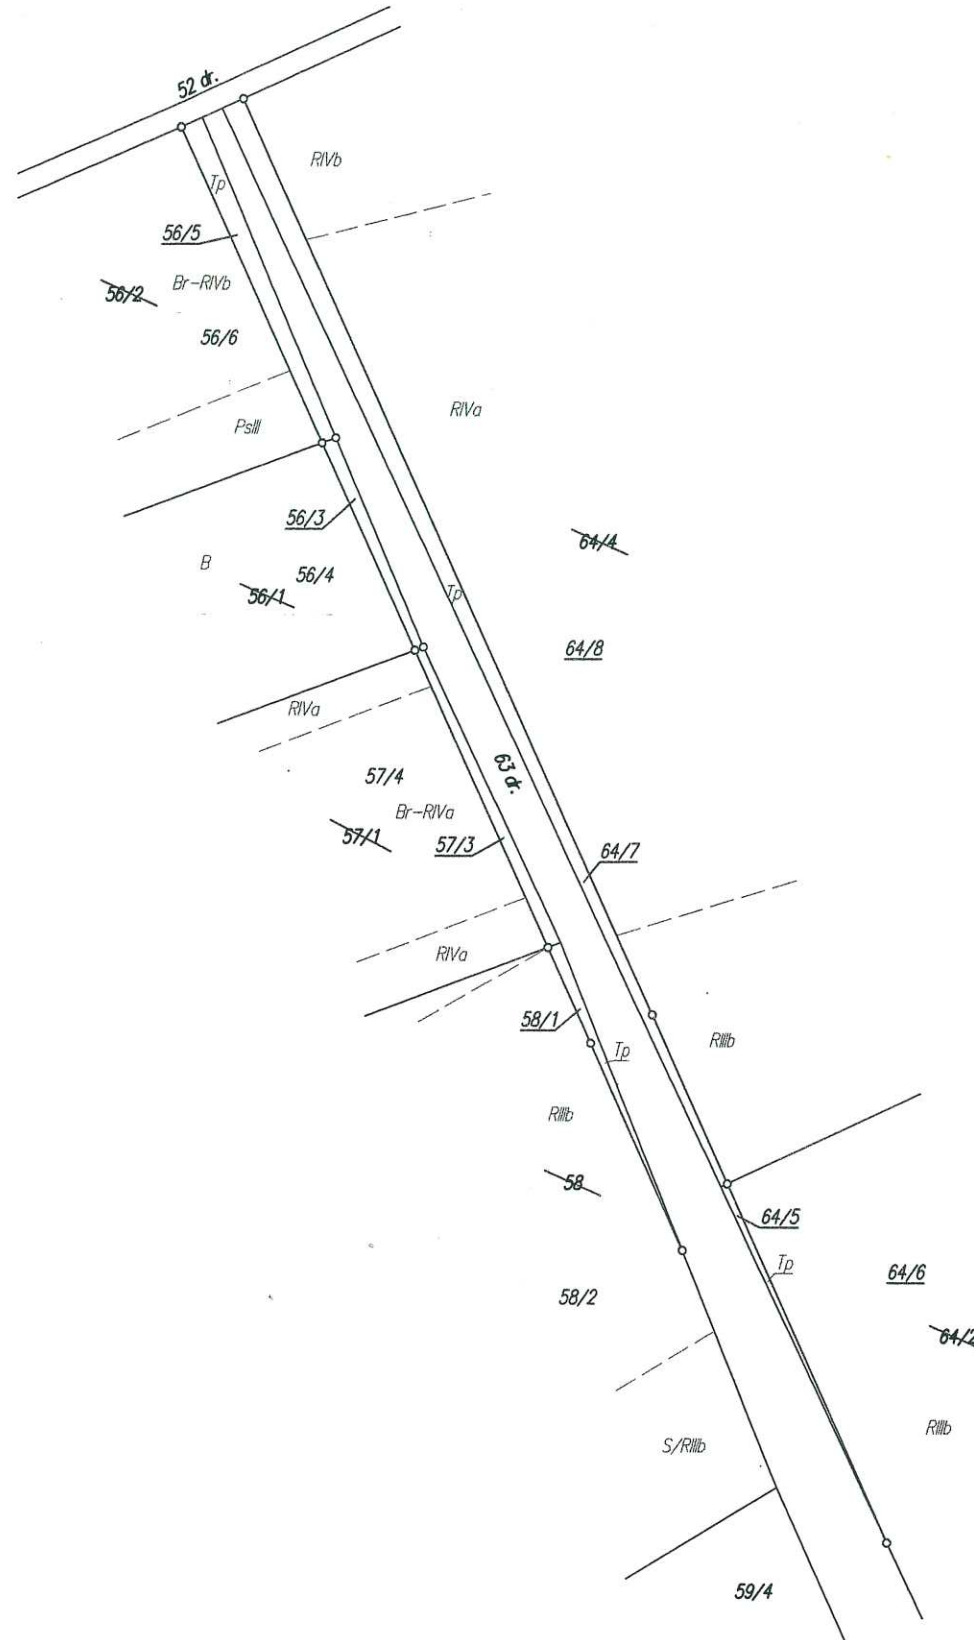 52 dr.
RIVb
Tp
56/5
Br-RIVb
56/2
56/6
RIVa
PsIII
56/3
64/4
B
56/4
56/1
Tp
64/8
RIVa
63 dr.
57/4
Br-RIVa
57/1
57/3
64/7
RIVa
58/1
RIIIb
Tp
RIIIb
58
64/5
Tp
64/6
58/2
64/2
RIIIb
S/RIIIb
59/4